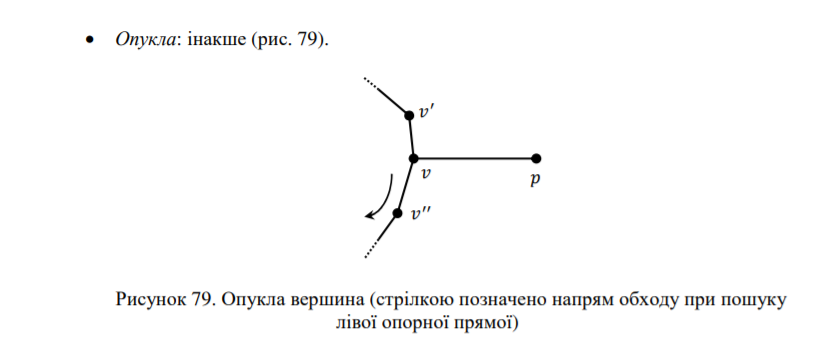 • Опукла: інакше (рис. 79).
v′
v
p
v′′
Рисунок 79. Опукла вершина (стрілкою позначено напрям обходу при пошуку
лівої опорної прямої)